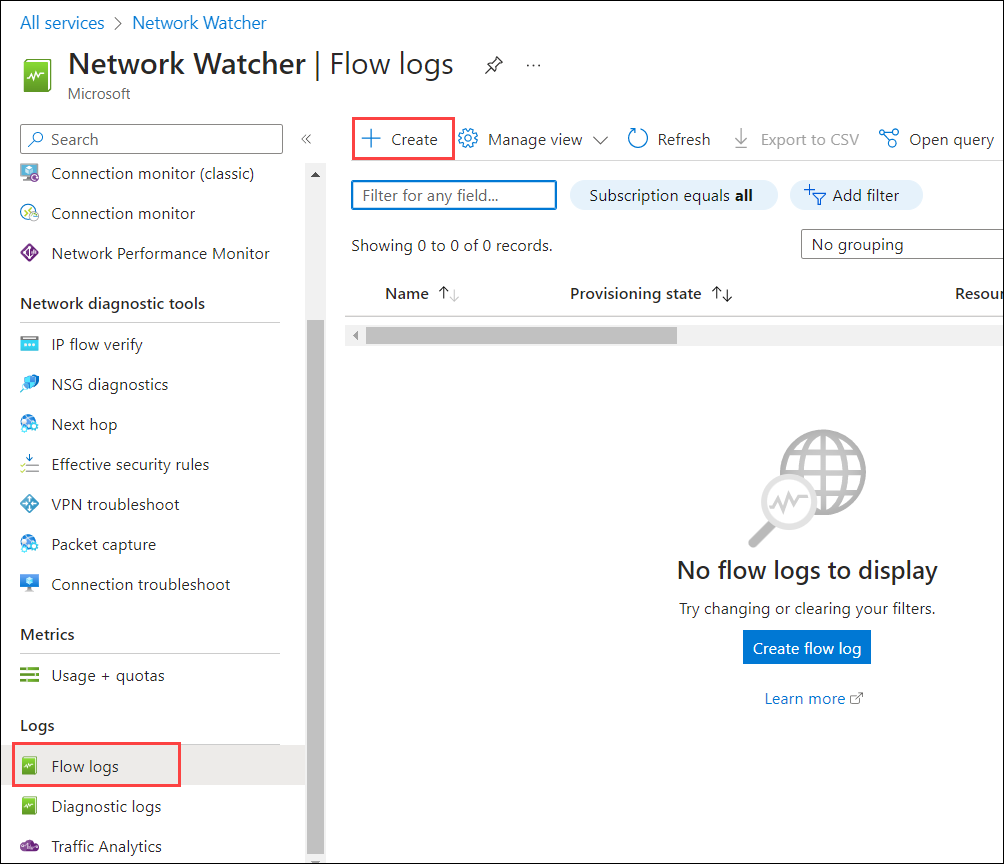 All services > Network Watcher
Network Watcher | Flow logs
Microsoft
Search
Connection monitor (classic)
Connection monitor
Network Performance Monitor
Network diagnostic tools
IP flow verify
NSG diagnostics
Next hop
Effective security rules
VPN troubleshoot
Packet capture
Connection troubleshoot
Metrics
Usage + quotas
Logs
Flow logs
Diagnostic logs
Traffic Analytics
Create Manage view Refresh Export to CSV Open query
Filter for any field... Subscription equals all Add filter
Showing 0 to 0 of 0 records.
No grouping
Name Provisioning state Resour
No flow logs to display
Try changing or clearing your filters.
Create flow log
Learn more